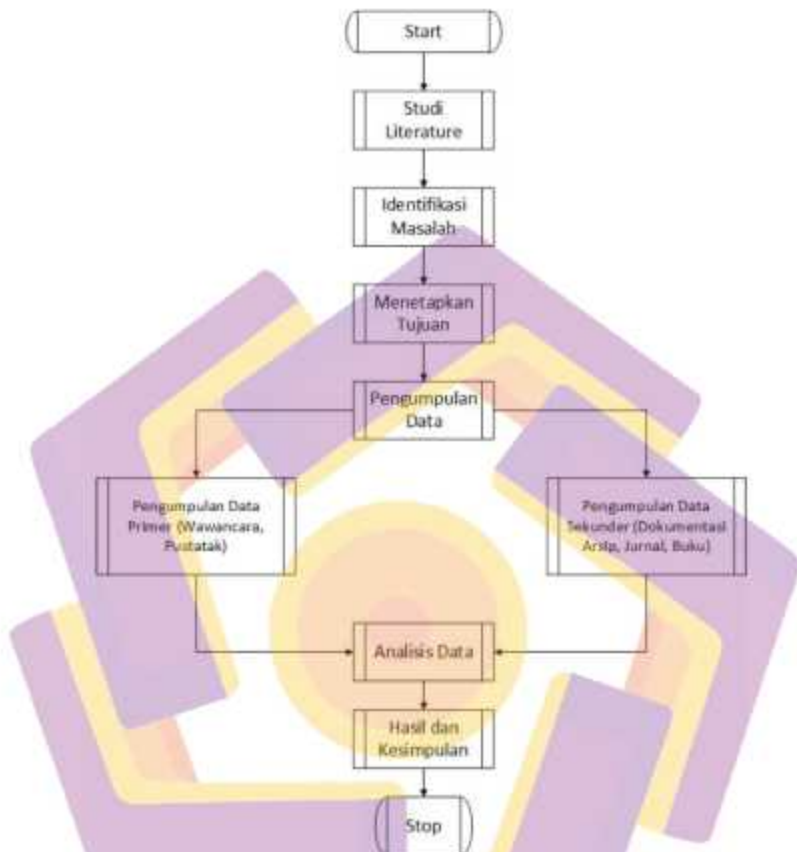 Start
Studi
Literature
Identifikasi
Masalah
Menetapkan
Tujuan
Pengumpulan
Data
Pengumpulan Data
Primer (Wawancara,
Pustatak)
Pengumpulan Data
Sekunder (Dokumentasi
Arsip, Jurnal, Buku)
Analisis Data
Hasil dan
Kesimpulan
Stop